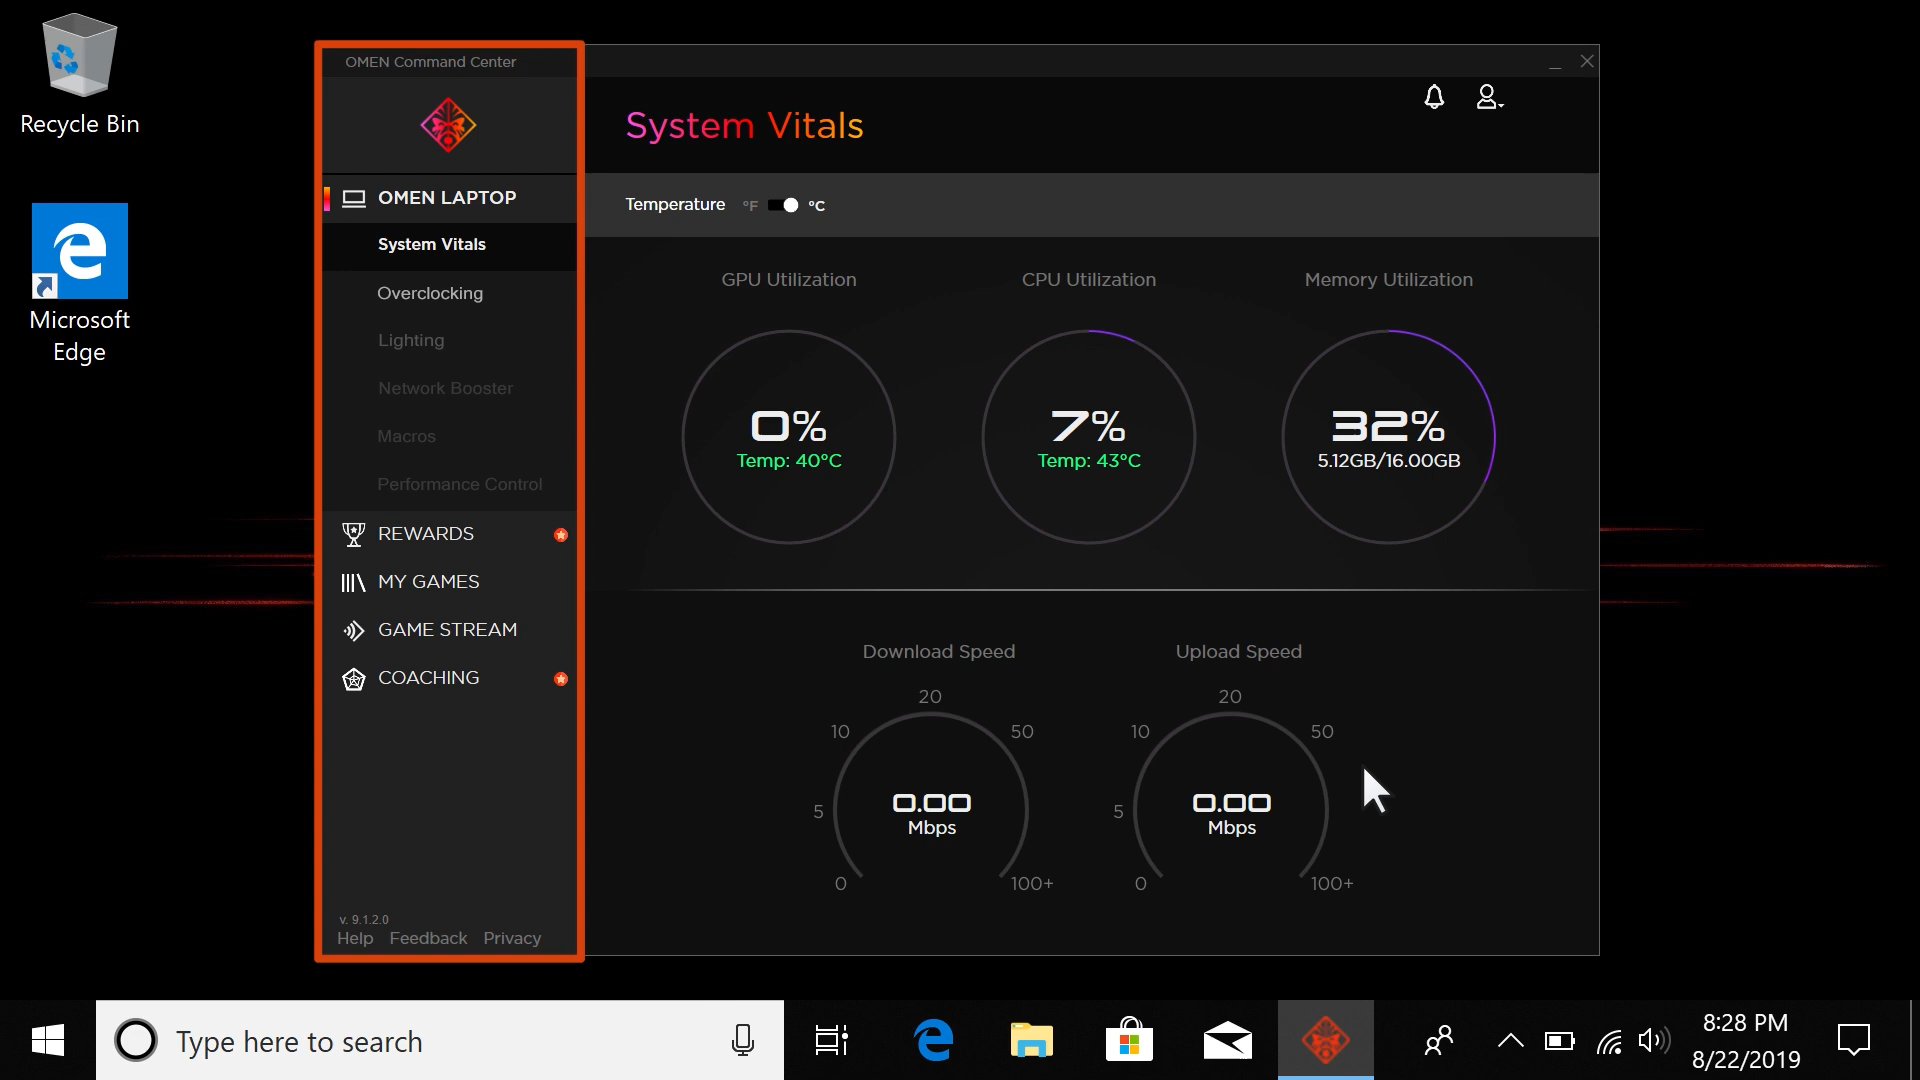 Recycle Bin
Microsoft
Edge
OMEN Command Center
OMEN LAPTOP
System Vitals
Overclocking
Lighting
Network Booster
Macros
Performance Control
REWARDS
MY GAMES
GAME STREAM
COACHING
v. 9.1.2.0
Help Feedback Privacy
System Vitals
Temperature °F °C
GPU Utilization CPU Utilization Memory Utilization
0% 7% 32%
Temp: 40°C Temp: 43°C 5.12GB/16.00GB
Download Speed Upload Speed
20 20
10 50 10 50
0.00 0.00
5 5
Mbps Mbps
0 100+ 0 100+
Type here to search
8:28 PM
8/22/2019